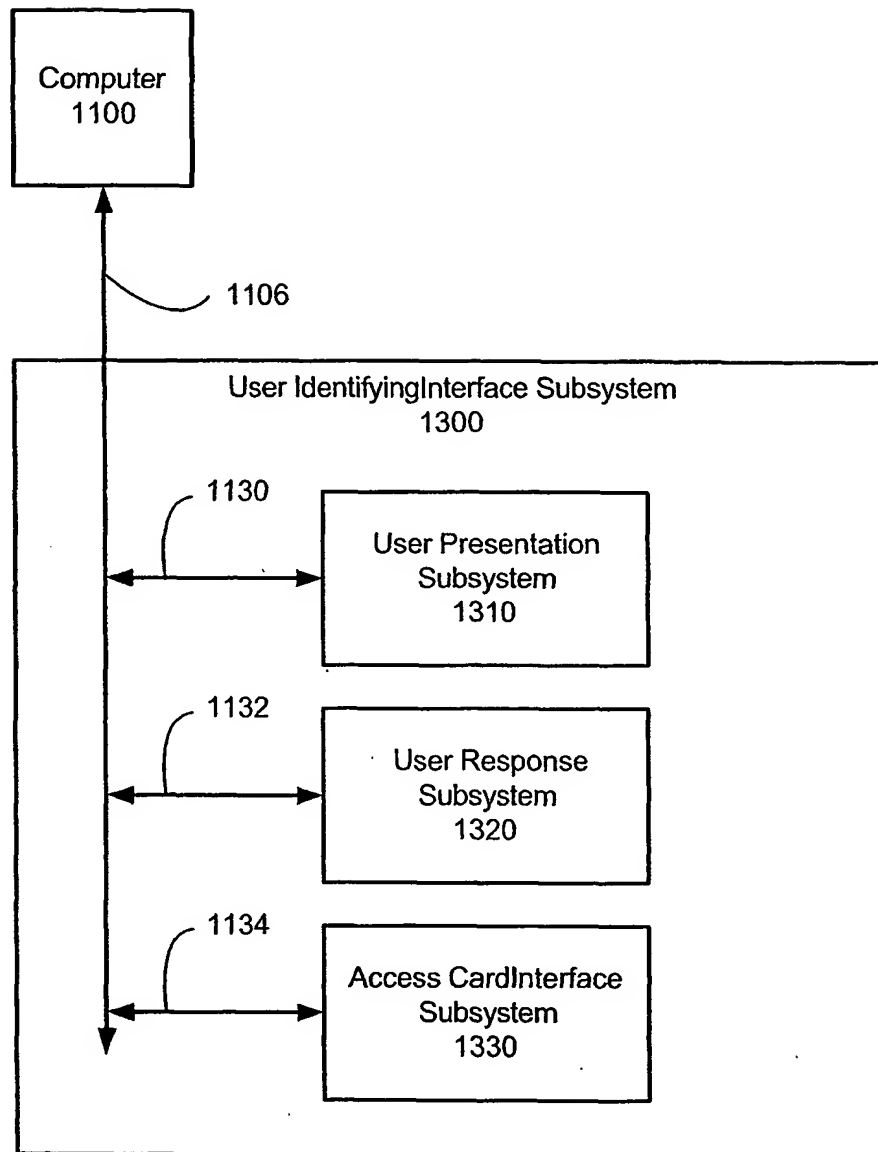 Computer
1100
1106
User IdentifyingInterface Subsystem
1300
1130
User Presentation
Subsystem
1310
1132
User Response
Subsystem
1320
1134
Access CardInterface
Subsystem
1330